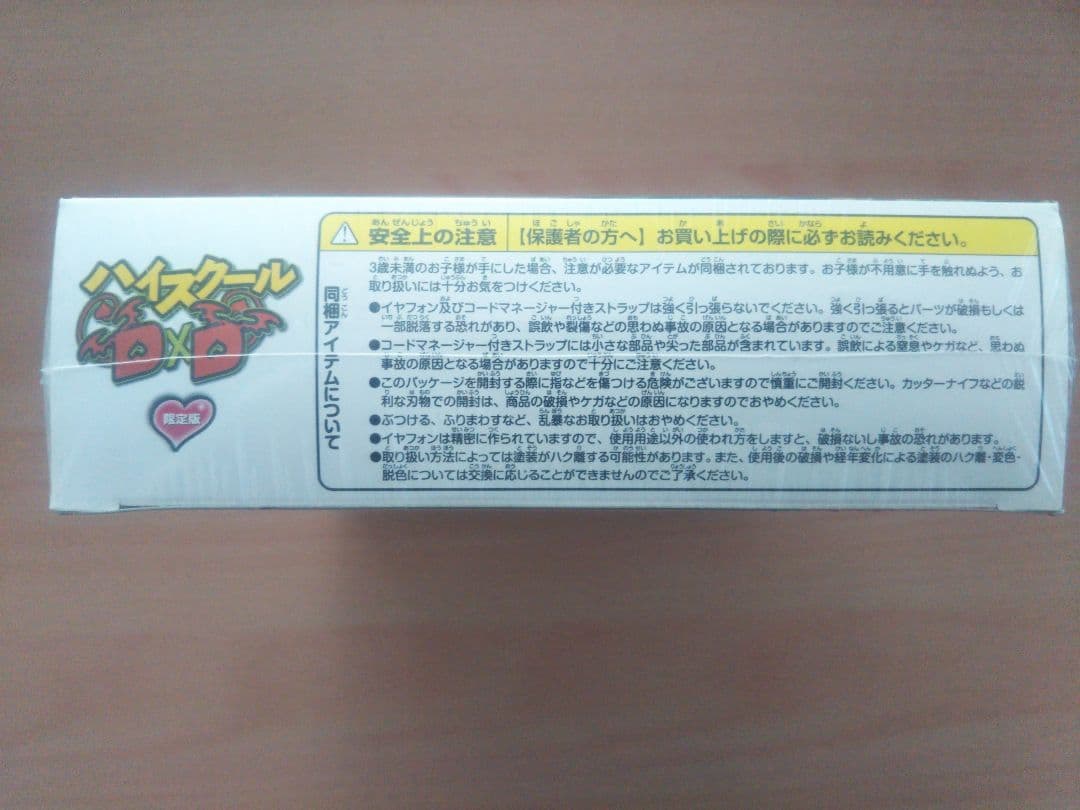 ハイスクール
D×D
限定版
安全上の注意 【保護者の方へ】お買い上げの際に必ずお読みください。
同梱アイテムについて
3歳未満のお子様が手にした場合、注意が必要なアイテムが同梱されております。お子様が不用意に手を触れぬよう、お
取り扱いには十分お気をつけください。
●イヤフォン及びコードマネージャー付きストラップは強く引っ張らないでください。強く引っ張るとパーツが破損もしくは
一部脱落する恐れがあり、誤飲や裂傷などの思わぬ事故の原因となる場合がありますのでご注意ください。
●コードマネージャー付きストラップには小さな部品や尖った部品が含まれています。誤飲による窒息やケガなど、思わぬ
事故の原因となる場合がありますので十分にご注意ください。
●このパッケージを開封する際に指などを傷つける危険がございますので慎重にご開封ください。カッターナイフなどの鋭
利な刃物での開封は、商品の破損やケガなどの原因になりますのでおやめください。
●ぶつける、ふりまわすなど、乱暴なお取り扱いはおやめください。
●イヤフォンは精密に作られていますので、使用用途以外の使われ方をしますと、破損ないし事故の恐れがあります。
●取り扱い方法によっては塗装がハク離する可能性があります。また、使用後の破損や経年変化による塗装のハク離・変色・
脱色については交換に応じることができませんのでご了承ください。